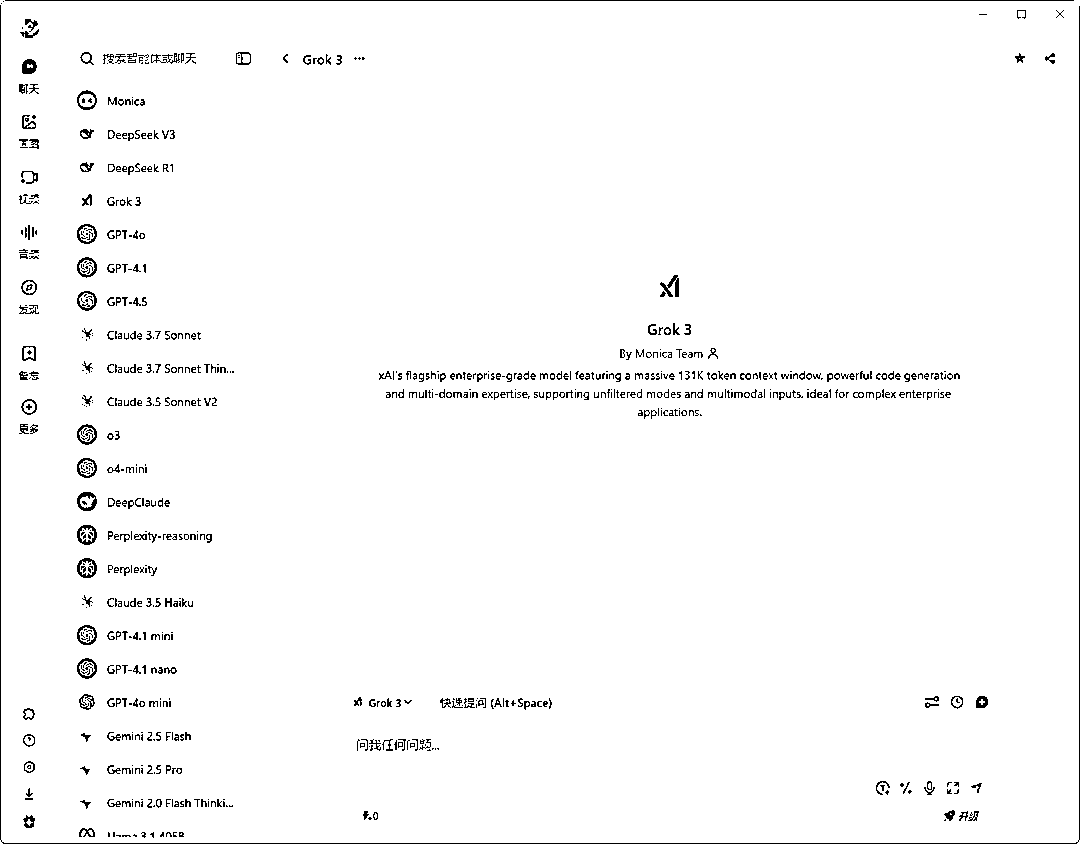 搜索智能体或聊天
Grok 3
聊天
画图
视频
音频
发现
备忘
更多
Monica
DeepSeek V3
DeepSeek R1
Grok 3
GPT-4o
GPT-4.1
GPT-4.5
Claude 3.7 Sonnet
Claude 3.7 Sonnet Thin...
Claude 3.5 Sonnet V2
o3
o4-mini
DeepClaude
Perplexity-reasoning
Perplexity
Claude 3.5 Haiku
GPT-4.1 mini
GPT-4.1 nano
GPT-4o mini
Gemini 2.5 Flash
Gemini 2.5 Pro
Gemini 2.0 Flash Thinki...
Llama 3.1 405B
Grok 3
By Monica Team
xAI's flagship enterprise-grade model featuring a massive 131K token context window, powerful code generation
and multi-domain expertise, supporting unfiltered modes and multimodal inputs, ideal for complex enterprise
applications.
Grok 3
快速提问 (Alt+Space)
问我任何问题...
0
升级